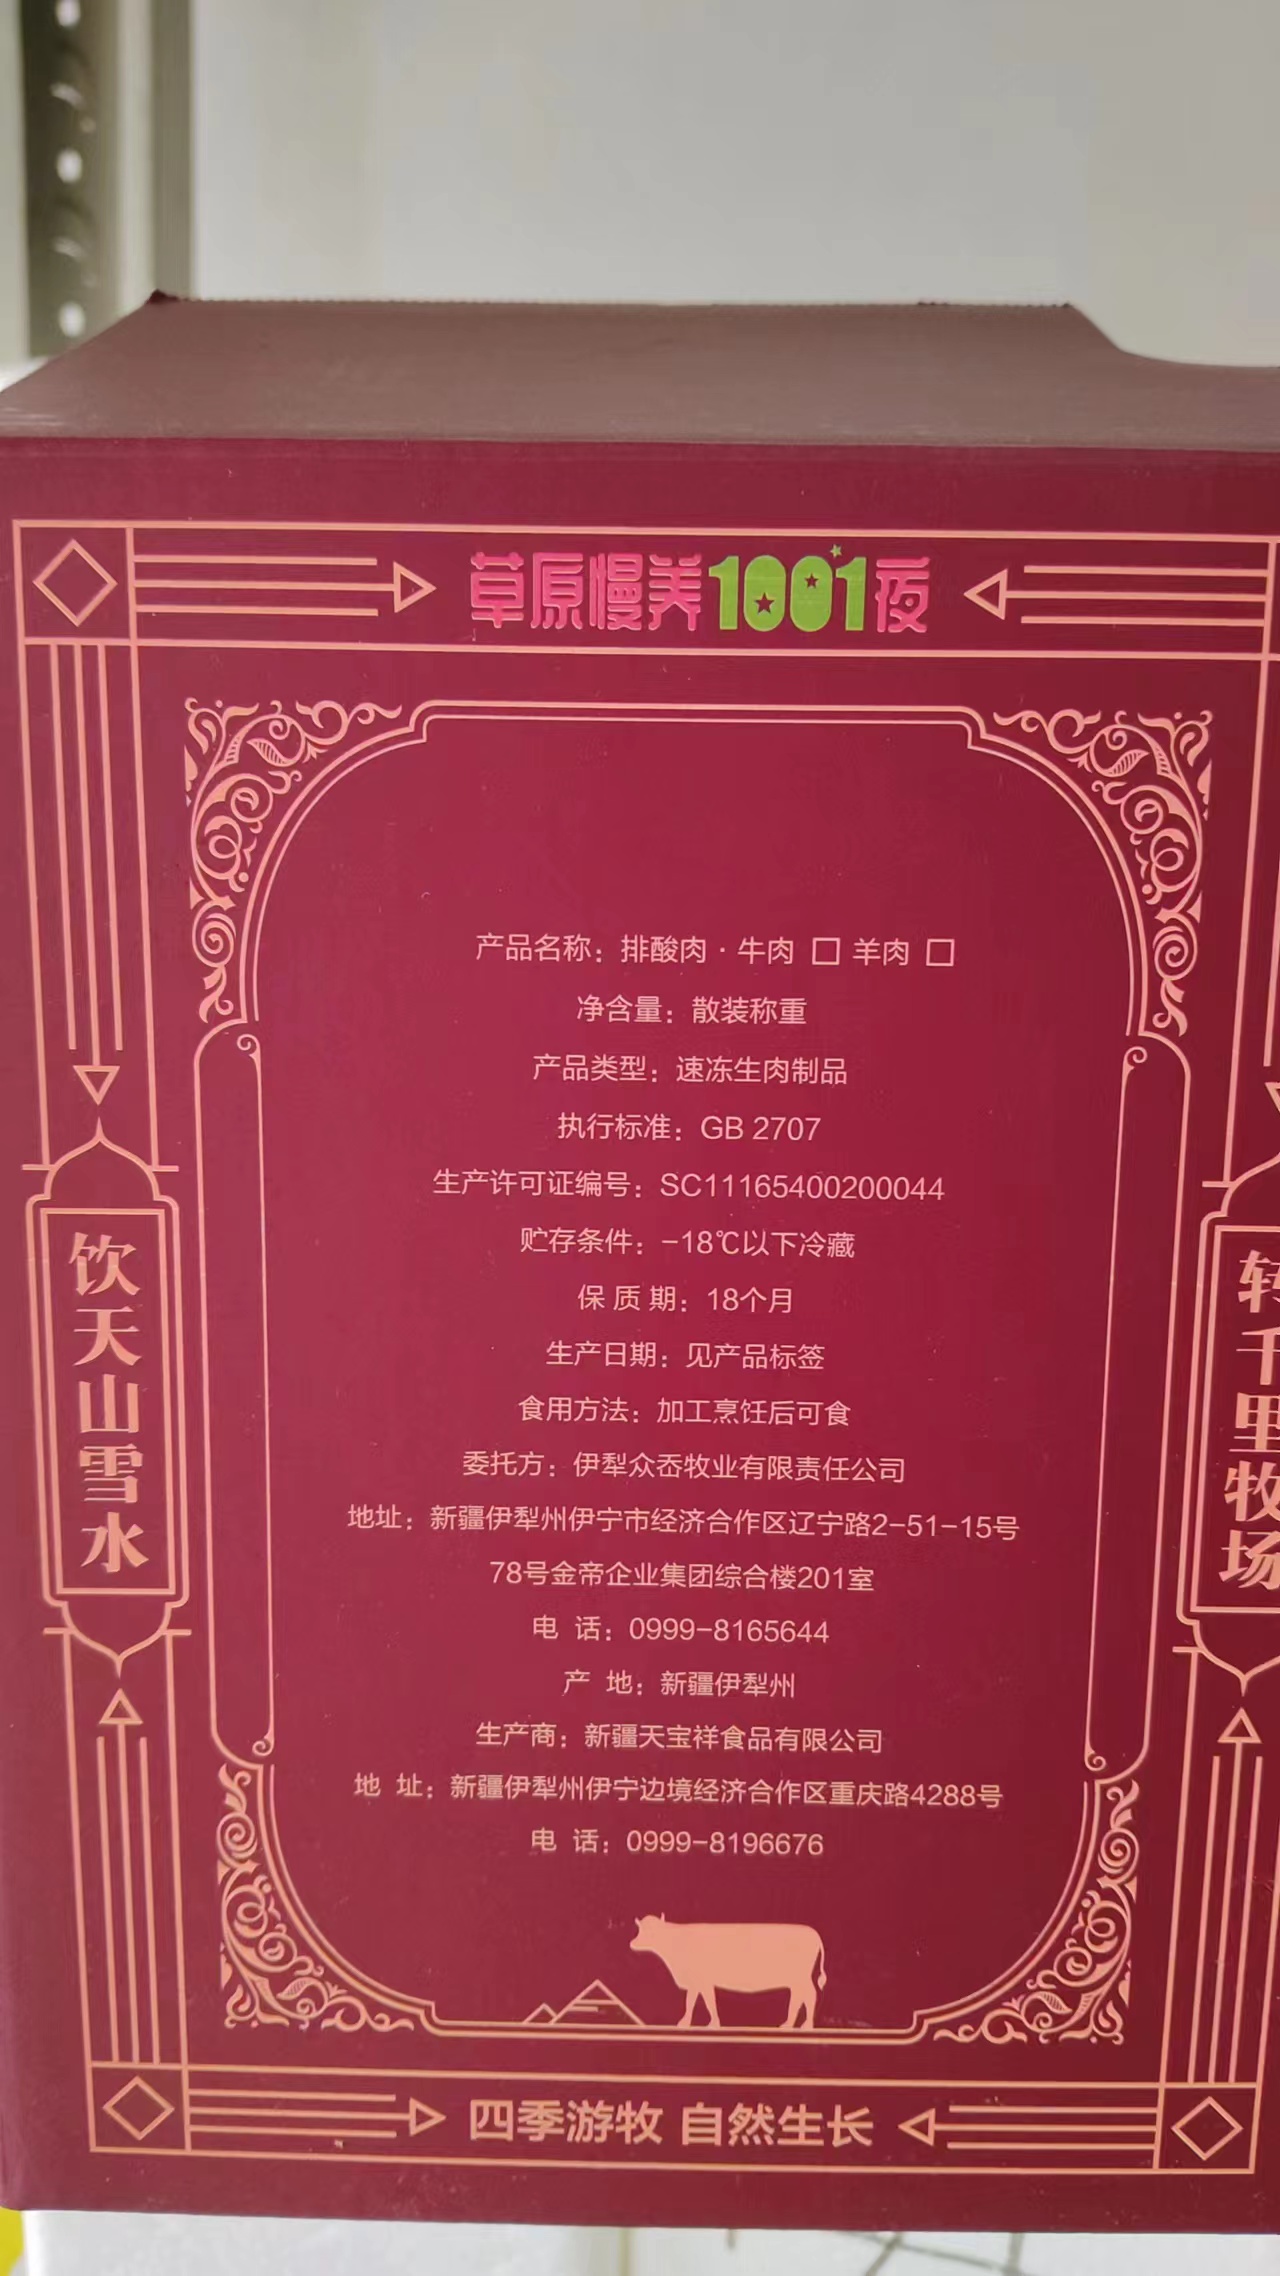 草原慢养1001夜
产品名称：排酸肉·牛肉 □ 羊肉 □
净含量：散装称重
产品类型：速冻生肉制品
执行标准：GB 2707
生产许可证编号：SC11165400200044
贮存条件：-18℃以下冷藏
保 质 期：18个月
生产日期：见产品标签
食用方法：加工烹饪后可食
委托方：伊犁众岙牧业有限责任公司
地址：新疆伊犁州伊宁市经济合作区辽宁路2-51-15号
78号金帝企业集团综合楼201室
电 话：0999-8165644
产 地：新疆伊犁州
生产商：新疆天宝祥食品有限公司
地 址：新疆伊犁州伊宁边境经济合作区重庆路4288号
电 话：0999-8196676
饮天山雪水
转千里牧场
四季游牧 自然生长